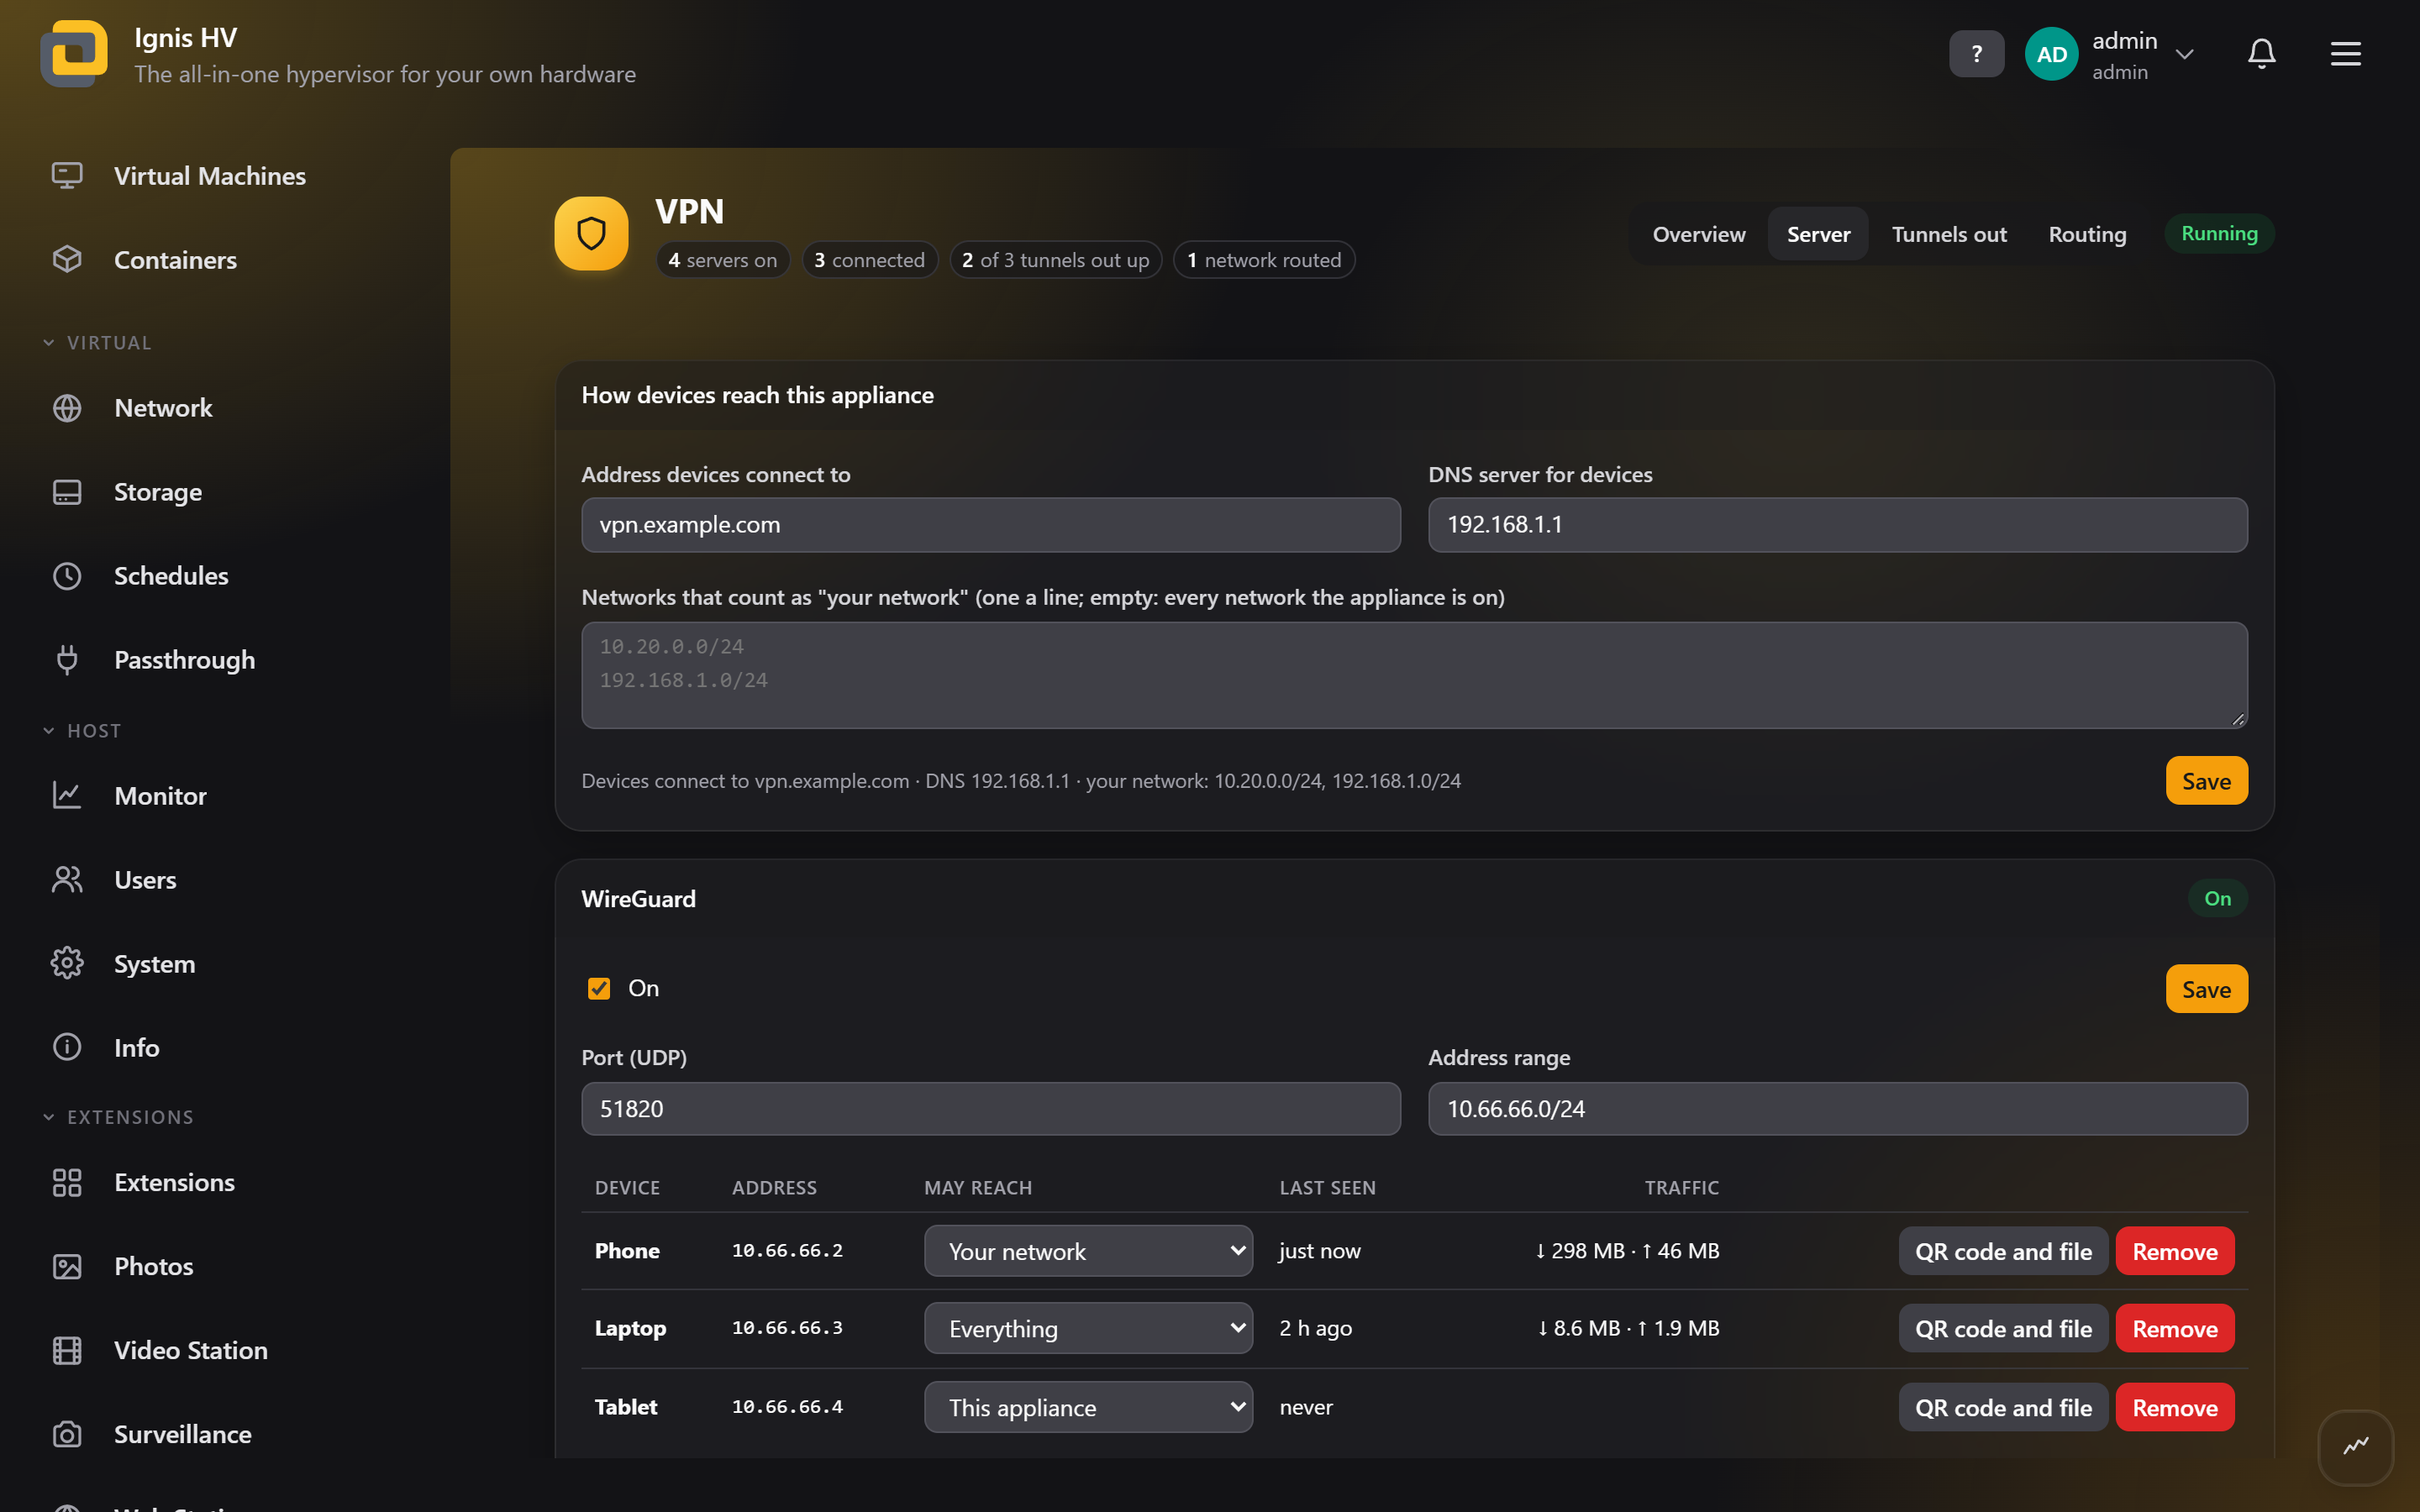 Ignis HV
The all-in-one hypervisor for your own hardware
?
AD
admin
admin
Virtual Machines
Containers
VIRTUAL
Network
Storage
Schedules
Passthrough
HOST
Monitor
Users
System
Info
EXTENSIONS
Extensions
Photos
Video Station
Surveillance
VPN
4 servers on
3 connected
2 of 3 tunnels out up
1 network routed
Overview
Server
Tunnels out
Routing
Running
How devices reach this appliance
Address devices connect to
DNS server for devices
vpn.example.com
192.168.1.1
Networks that count as "your network" (one a line; empty: every network the appliance is on)
10.20.0.0/24
192.168.1.0/24
Devices connect to vpn.example.com · DNS 192.168.1.1 · your network: 10.20.0.0/24, 192.168.1.0/24
Save
WireGuard
On
On
Save
Port (UDP)
Address range
51820
10.66.66.0/24
DEVICE ADDRESS MAY REACH LAST SEEN TRAFFIC
Phone 10.66.66.2 Your network just now ↓ 298 MB · ↑ 46 MB QR code and file Remove
Laptop 10.66.66.3 Everything 2 h ago ↓ 8.6 MB · ↑ 1.9 MB QR code and file Remove
Tablet 10.66.66.4 This appliance never QR code and file Remove